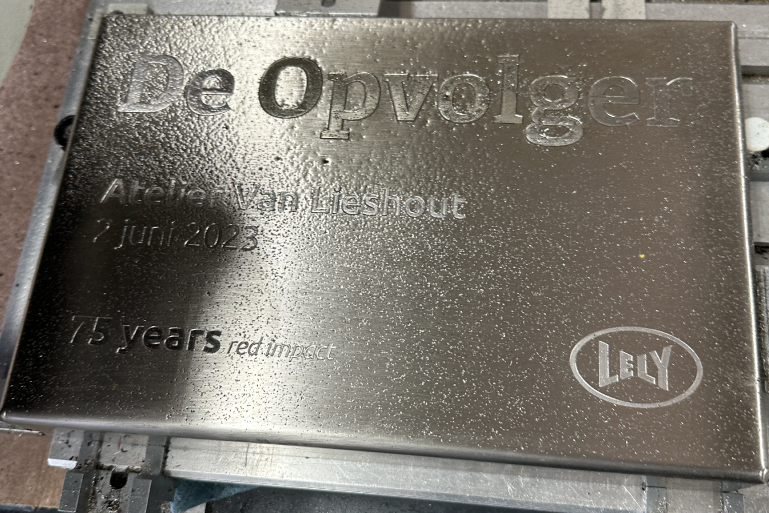 De Opvolger
Atelier Van Lieshout
2 juni 2023
75 years red impact
LELY